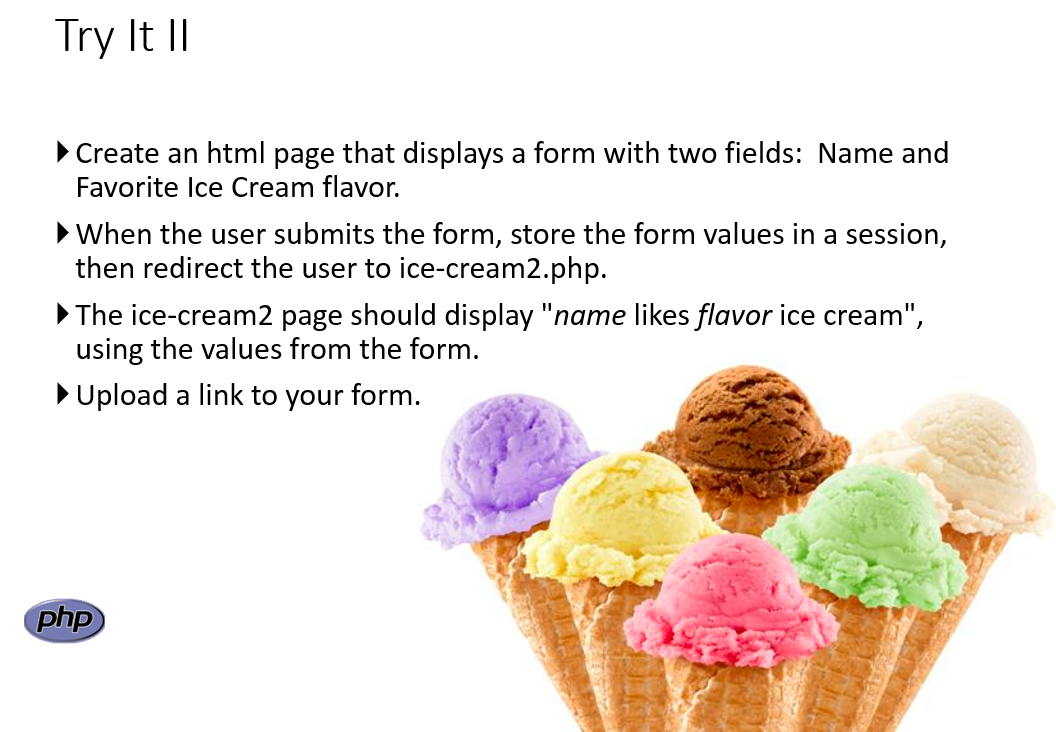 Try It II
Create an html page that displays a form with two fields:  Name and
Favorite Ice Cream flavor.
When the user submits the form, store the form values in a session,
then redirect the user to ice-cream2.php.
The ice-cream2 page should display "name likes flavor ice cream",
using the values from the form.
Upload a link to your form.
php